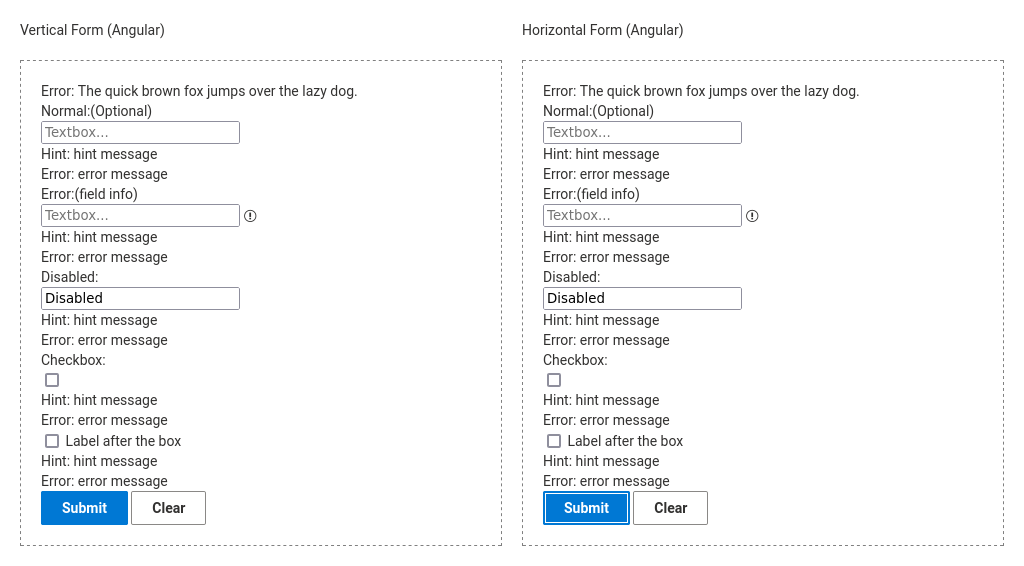 Vertical Form (Angular)
Error: The quick brown fox jumps over the lazy dog.
Normal:(Optional)
Textbox...
Hint: hint message
Error: error message
Error:(field info)
Textbox...
Hint: hint message
Error: error message
Disabled:
Disabled
Hint: hint message
Error: error message
Checkbox:
Hint: hint message
Error: error message
Label after the box
Hint: hint message
Error: error message
Submit Clear
Horizontal Form (Angular)
Error: The quick brown fox jumps over the lazy dog.
Normal:(Optional)
Textbox...
Hint: hint message
Error: error message
Error:(field info)
Textbox...
Hint: hint message
Error: error message
Disabled:
Disabled
Hint: hint message
Error: error message
Checkbox:
Hint: hint message
Error: error message
Label after the box
Hint: hint message
Error: error message
Submit Clear